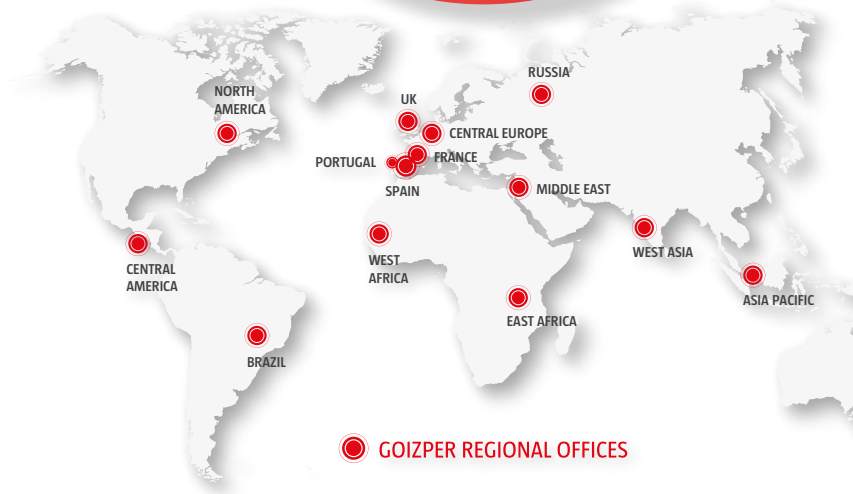 RUSSIA
NORTH
AMERICA
UK
CENTRAL EUROPE
FRANCE
PORTUGAL
SPAIN
MIDDLE EAST
WEST
AFRICA
WEST ASIA
CENTRAL
AMERICA
ASIA PACIFIC
EAST AFRICA
BRAZIL
GOIZPER REGIONAL OFFICES